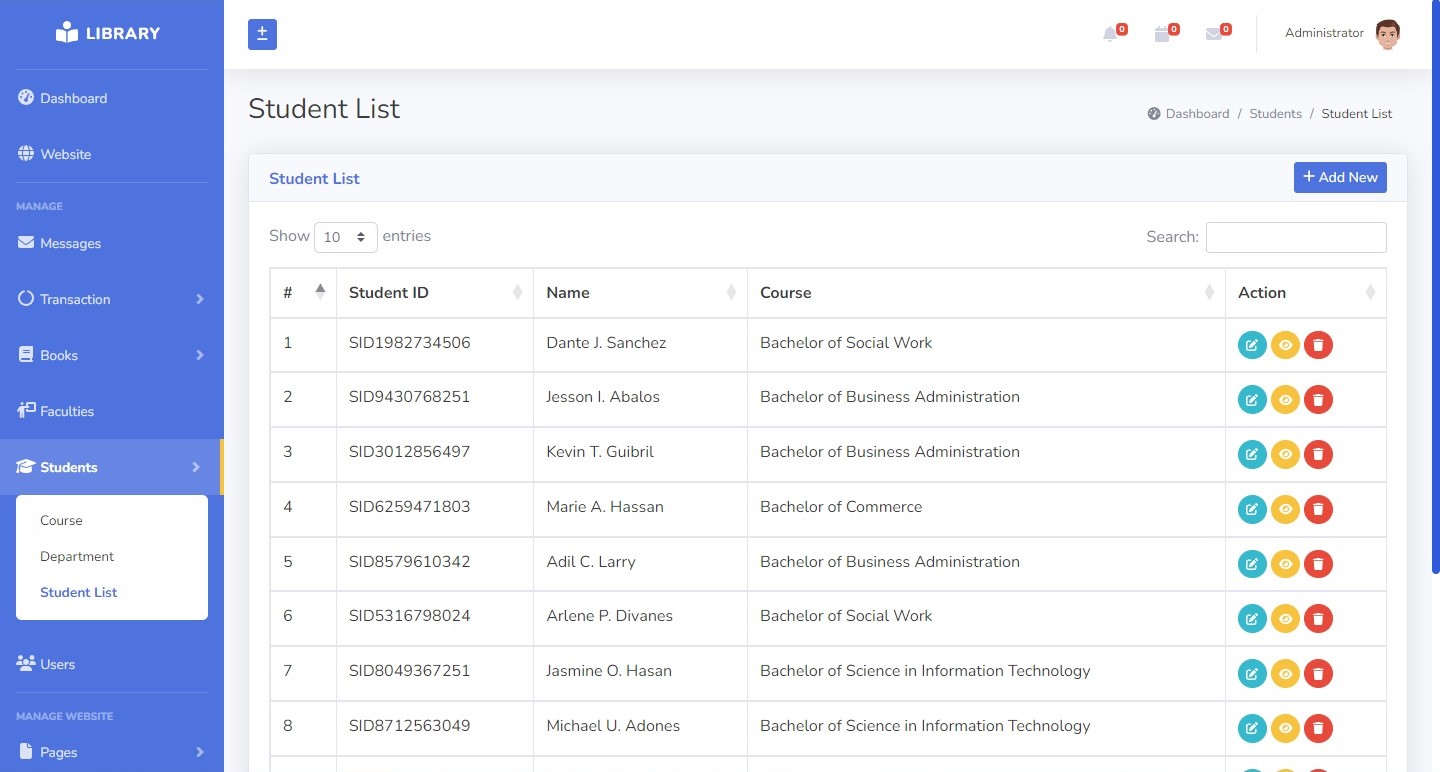 LIBRARY
Dashboard
Website
MANAGE
Messages
Transaction
Books
Faculties
Students
Course
Department
Student List
Users
MANAGE WEBSITE
Pages
0 0 0 Administrator
Student List
Dashboard / Students / Student List
Student List + Add New
Show 10 entries Search:
# Student ID Name Course Action
1 SID1982734506 Dante J. Sanchez Bachelor of Social Work
2 SID9430768251 Jesson I. Abalos Bachelor of Business Administration
3 SID3012856497 Kevin T. Guibril Bachelor of Business Administration
4 SID6259471803 Marie A. Hassan Bachelor of Commerce
5 SID8579610342 Adil C. Larry Bachelor of Business Administration
6 SID5316798024 Arlene P. Divanes Bachelor of Social Work
7 SID8049367251 Jasmine O. Hasan Bachelor of Science in Information Technology
8 SID8712563049 Michael U. Adones Bachelor of Science in Information Technology